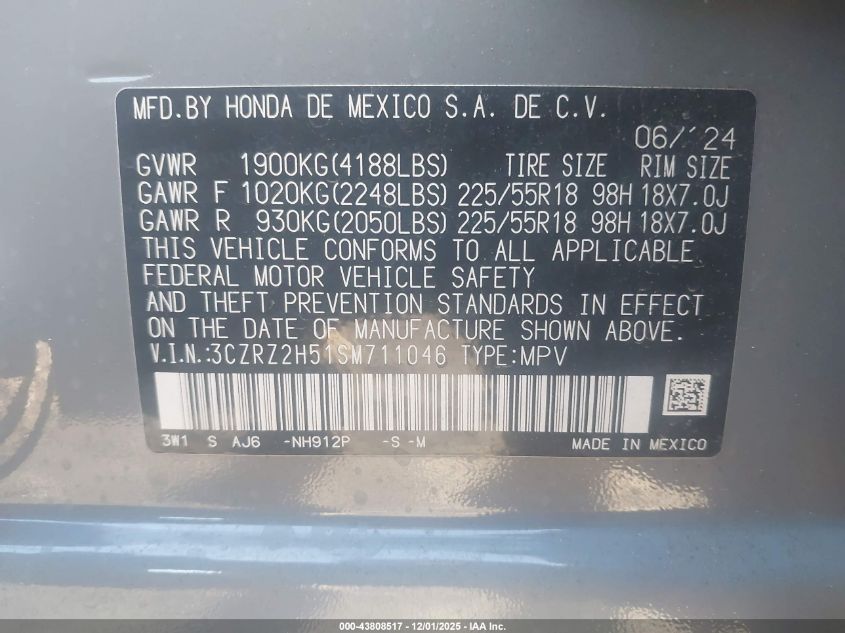 MFD.BY HONDA DE MEXICO S.A. DE C.V.
06/'24
GVWR 1900KG(4188LBS) TIRE SIZE RIM SIZE
GAWR F 1020KG(2248LBS) 225/55R18 98H 18X7.0J
GAWR R 930KG(2050LBS) 225/55R18 98H 18X7.0J
THIS VEHICLE CONFORMS TO ALL APPLICABLE
FEDERAL MOTOR VEHICLE SAFETY
AND THEFT PREVENTION STANDARDS IN EFFECT
ON THE DATE OF MANUFACTURE SHOWN ABOVE.
V.I.N.:3CZRZ2H51SM711046 TYPE:MPV
3W1 S AJ6 -NH912P -S -M MADE IN MEXICO
000-43808517 - 12/01/2025 - IAA Inc.